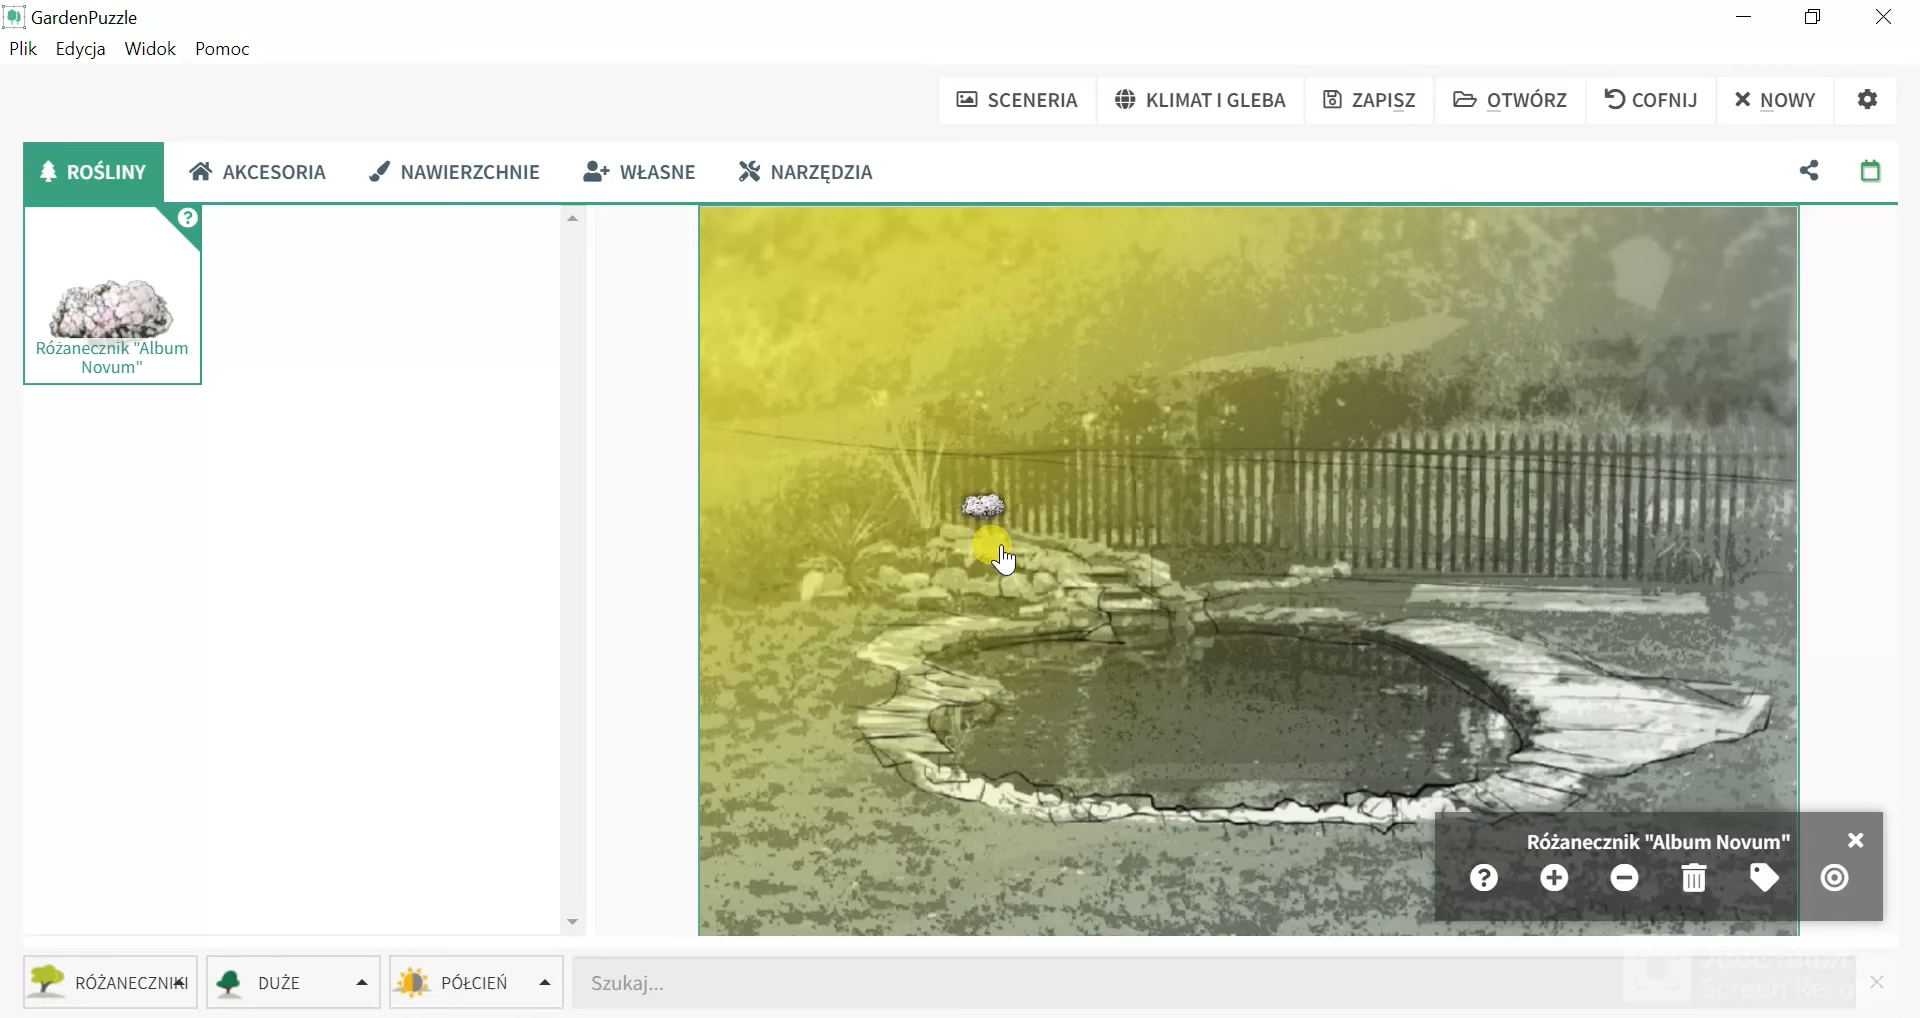 GardenPuzzle
Plik Edycja Widok Pomoc
SCENERIA KLIMAT I GLEBA ZAPISZ OTWÓRZ COFNIJ NOWY
ROŚLINY AKCESORIA NAWIERZCHNIE WŁASNE NARZĘDZIA
Różanecznik "Album
Novum"
Różanecznik "Album Novum"
RÓŻANECZNIKI DUŻE PÓŁCIEŃ Szukaj...
Screen